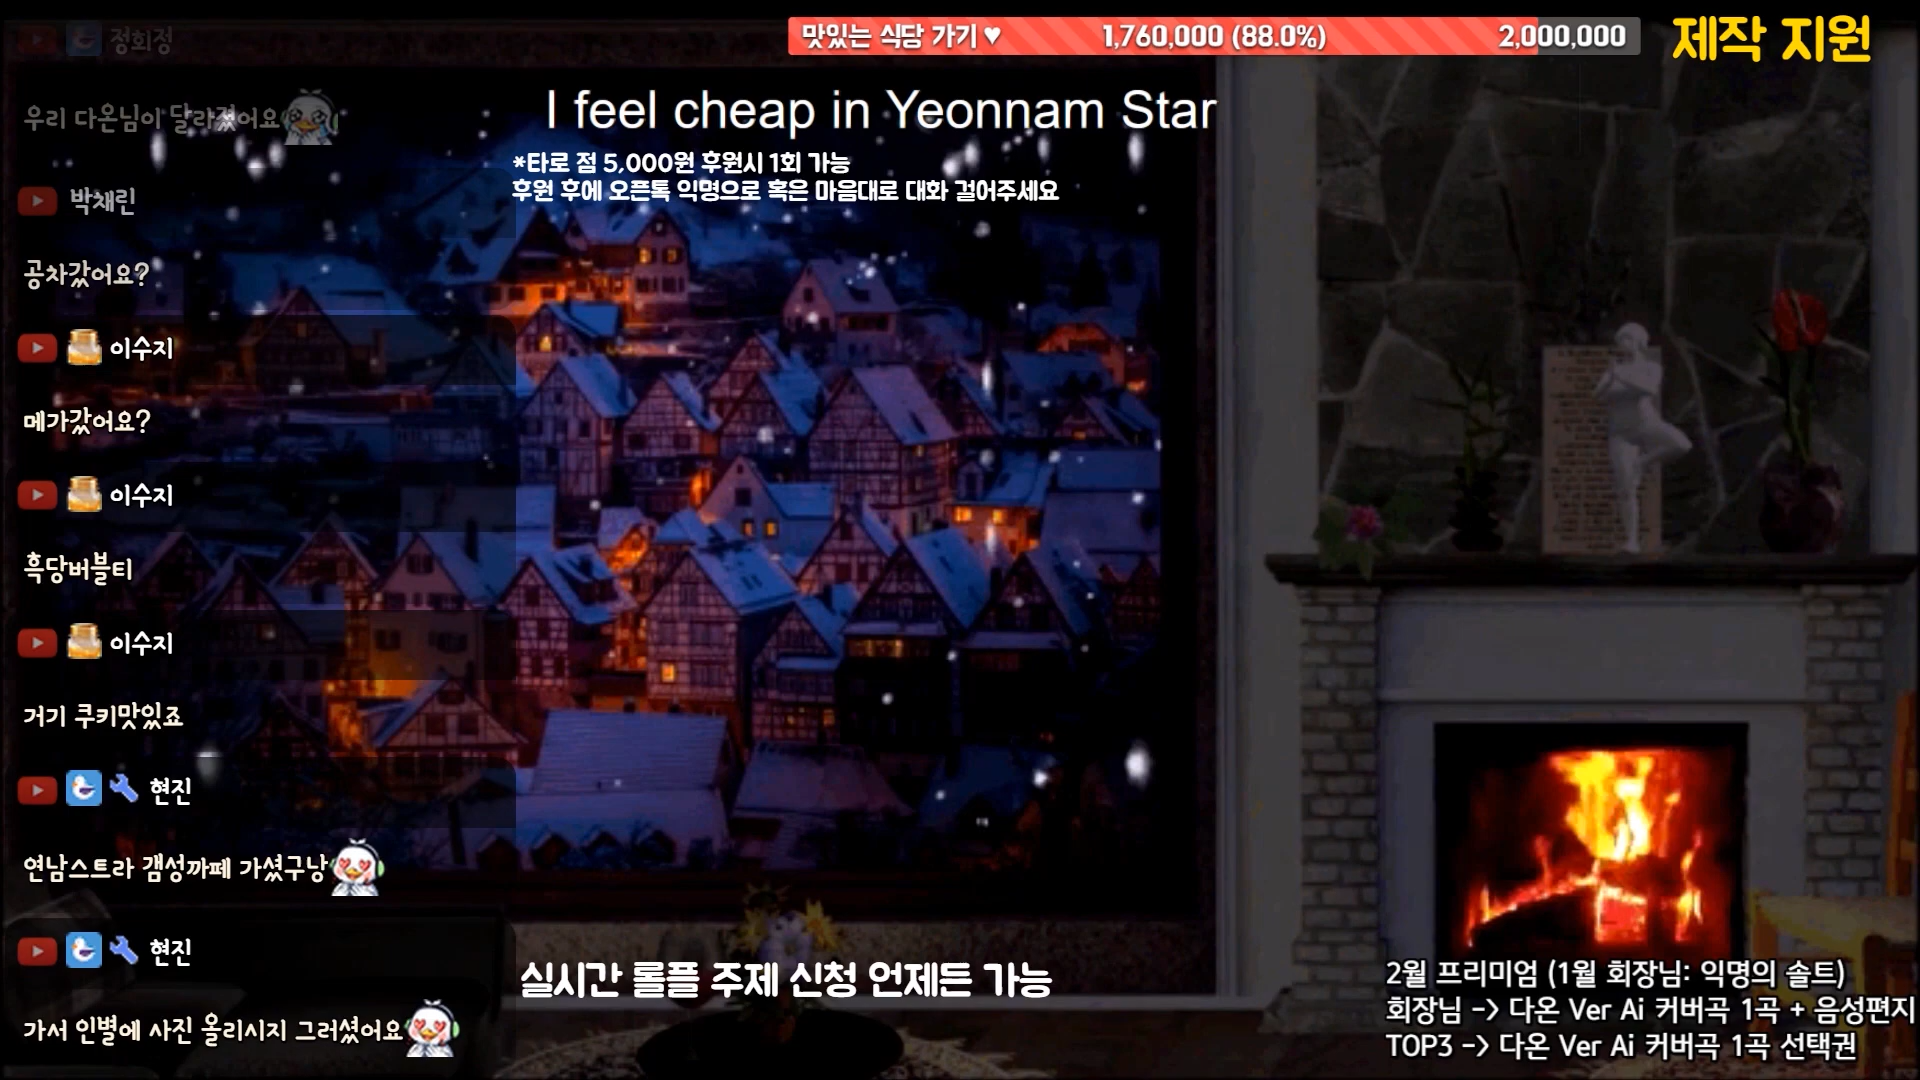 정희정
우리 다온님이 달라졌어요
박채린
공차갔어요?
이수지
메가갔어요?
이수지
흑당버블티
이수지
거기 쿠키맛있죠
현진
연남스트라 갬성까페 가셨구낭
현진
가서 인별에 사진 올리시지 그러셨어요
맛있는 식당 가기 ♥ 1,760,000 (88.0%) 2,000,000
제작 지원
I feel cheap in Yeonnam Star
*타로 점 5,000원 후원시 1회 가능
후원 후에 오픈톡 익명으로 혹은 마음대로 대화 걸어주세요
실시간 롤플 주제 신청 언제든 가능
2월 프리미엄 (1월 회장님: 익명의 솔트)
회장님 -> 다온 Ver Ai 커버곡 1곡 + 음성편지
TOP3 -> 다온 Ver Ai 커버곡 1곡 선택권